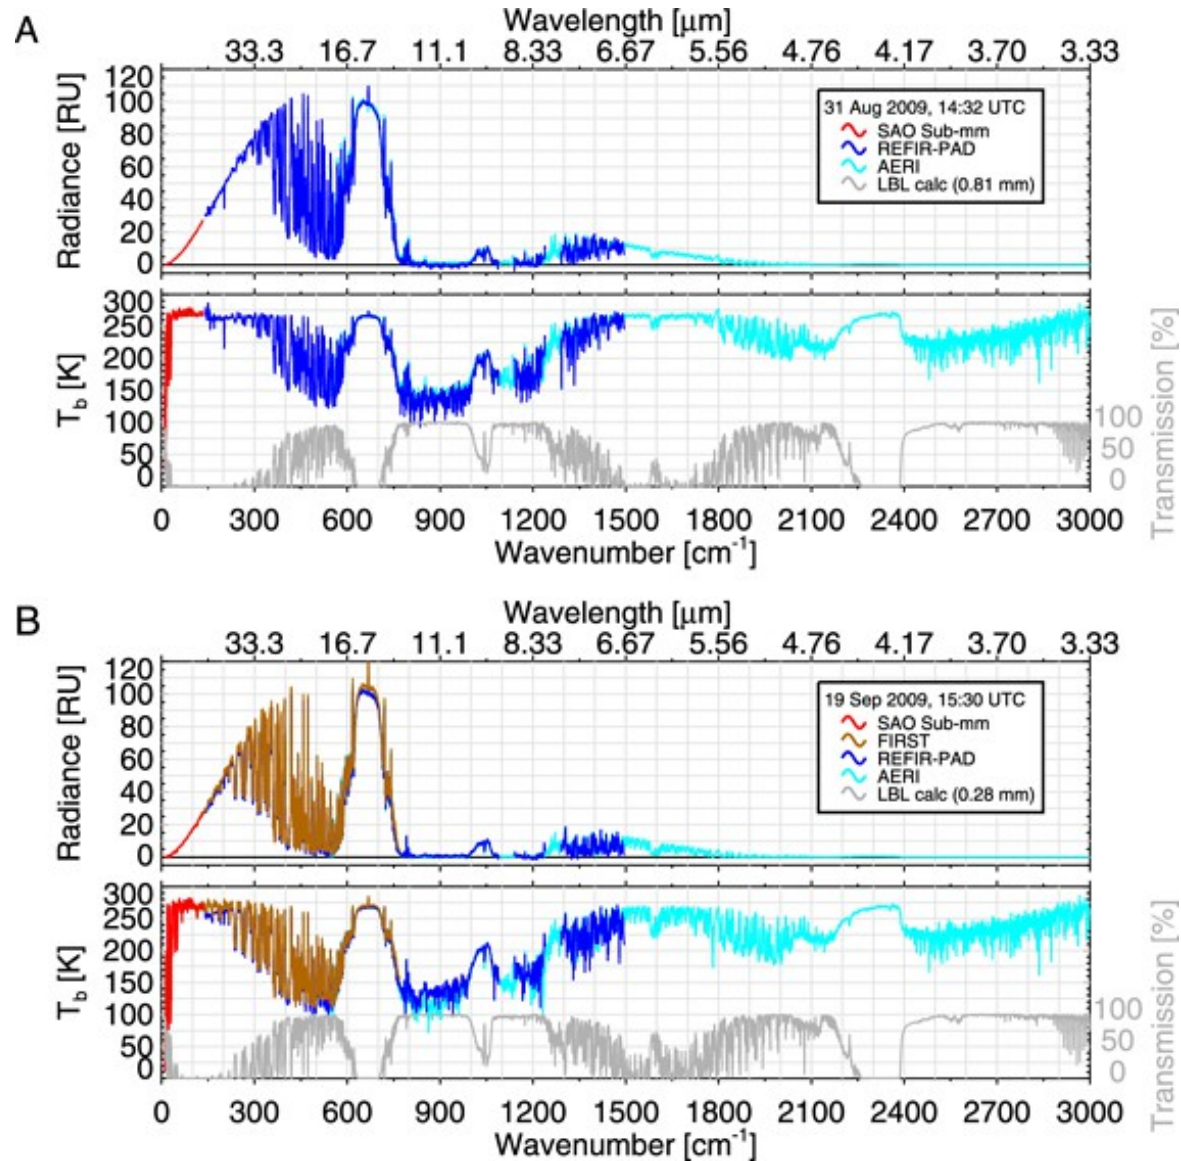 A
Wavelength [μm]
33.3 16.7 11.1 8.33 6.67 5.56 4.76 4.17 3.70 3.33
120
100
80
60
40
20
0
Radiance [RU]
31 Aug 2009, 14:32 UTC
SAO Sub-mm
REFIR-PAD
AERI
LBL calc (0.81 mm)
300
250
200
150
100
50
0
T_b [K]
100
50
0
Transmission [%]
0 300 600 900 1200 1500 1800 2100 2400 2700 3000
Wavenumber [cm⁻¹]
B
Wavelength [μm]
33.3 16.7 11.1 8.33 6.67 5.56 4.76 4.17 3.70 3.33
120
100
80
60
40
20
0
Radiance [RU]
19 Sep 2009, 15:30 UTC
SAO Sub-mm
FIRST
REFIR-PAD
AERI
LBL calc (0.28 mm)
300
250
200
150
100
50
0
T_b [K]
100
50
0
Transmission [%]
0 300 600 900 1200 1500 1800 2100 2400 2700 3000
Wavenumber [cm⁻¹]